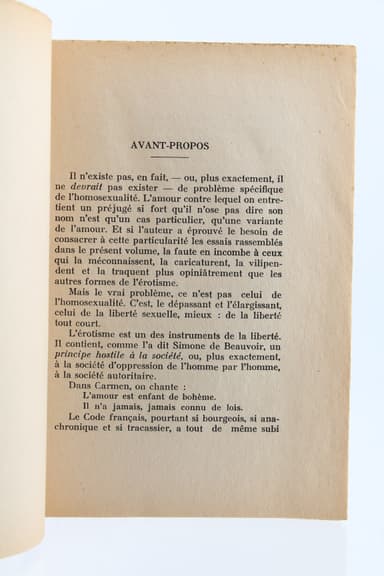 AVANT-PROPOS
Il n'existe pas, en fait, — ou, plus exactement, il
ne devrait pas exister — de problème spécifique
de l'homosexualité. L'amour contre lequel on entre-
tient un préjugé si fort qu'il n'ose pas dire son
nom n'est qu'un cas particulier, qu'une variante
de l'amour. Et si l'auteur a éprouvé le besoin de
consacrer à cette particularité les essais rassemblés
dans le présent volume, la faute en incombe à ceux
qui la méconnaissent, la caricaturent, la vilipen-
dent et la traquent plus opiniâtrement que les
autres formes de l'érotisme.
Mais le vrai problème, ce n'est pas celui de
l'homosexualité. C'est, le dépassant et l'élargissant,
celui de la liberté sexuelle, mieux : de la liberté
tout court.
L'érotisme est un des instruments de la liberté.
Il contient, comme l'a dit Simone de Beauvoir, un
principe hostile à la société, ou, plus exactement,
à la société d'oppression de l'homme par l'homme,
à la société autoritaire.
Dans Carmen, on chante :
L'amour est enfant de bohème.
Il n'a jamais, jamais connu de lois.
Le Code français, pourtant si bourgeois, si ana-
chronique et si tracassier, a tout de même subi